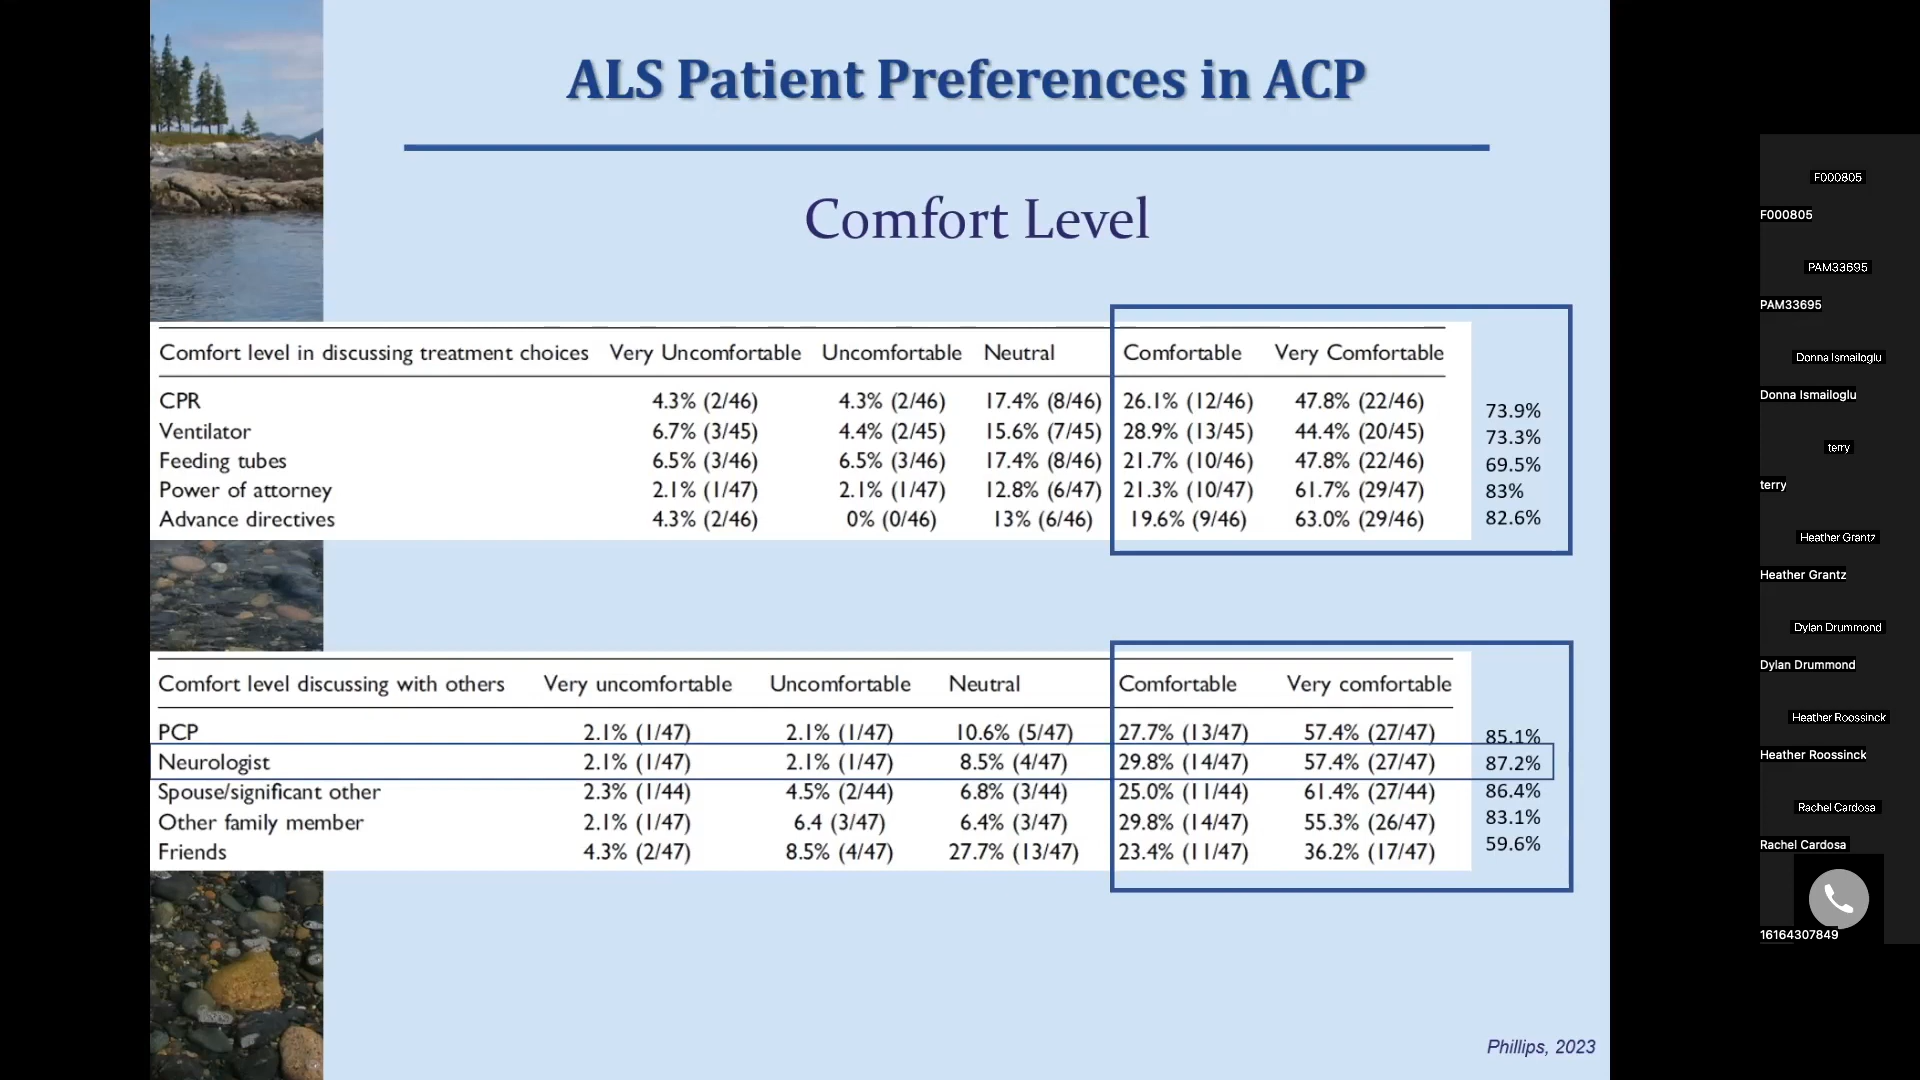 ALS Patient Preferences in ACP
Comfort Level
Comfort level in discussing treatment choices Very Uncomfortable Uncomfortable Neutral Comfortable Very Comfortable
CPR 4.3% (2/46) 4.3% (2/46) 17.4% (8/46) 26.1% (12/46) 47.8% (22/46) 73.9%
Ventilator 6.7% (3/45) 4.4% (2/45) 15.6% (7/45) 28.9% (13/45) 44.4% (20/45) 73.3%
Feeding tubes 6.5% (3/46) 6.5% (3/46) 17.4% (8/46) 21.7% (10/46) 47.8% (22/46) 69.5%
Power of attorney 2.1% (1/47) 2.1% (1/47) 12.8% (6/47) 21.3% (10/47) 61.7% (29/47) 83%
Advance directives 4.3% (2/46) 0% (0/46) 13% (6/46) 19.6% (9/46) 63.0% (29/46) 82.6%
Comfort level discussing with others Very uncomfortable Uncomfortable Neutral Comfortable Very comfortable
PCP 2.1% (1/47) 2.1% (1/47) 10.6% (5/47) 27.7% (13/47) 57.4% (27/47) 85.1%
Neurologist 2.1% (1/47) 2.1% (1/47) 8.5% (4/47) 29.8% (14/47) 57.4% (27/47) 87.2%
Spouse/significant other 2.3% (1/44) 4.5% (2/44) 6.8% (3/44) 25.0% (11/44) 61.4% (27/44) 86.4%
Other family member 2.1% (1/47) 6.4 (3/47) 6.4% (3/47) 29.8% (14/47) 55.3% (26/47) 83.1%
Friends 4.3% (2/47) 8.5% (4/47) 27.7% (13/47) 23.4% (11/47) 36.2% (17/47) 59.6%
Phillips, 2023
F000805
F000805
PAM33695
PAM33695
Donna Ismailoglu
Donna Ismailoglu
terry
terry
Heather Grantz
Heather Grantz
Dylan Drummond
Dylan Drummond
Heather Roossinck
Heather Roossinck
Rachel Cardosa
Rachel Cardosa
16164307849